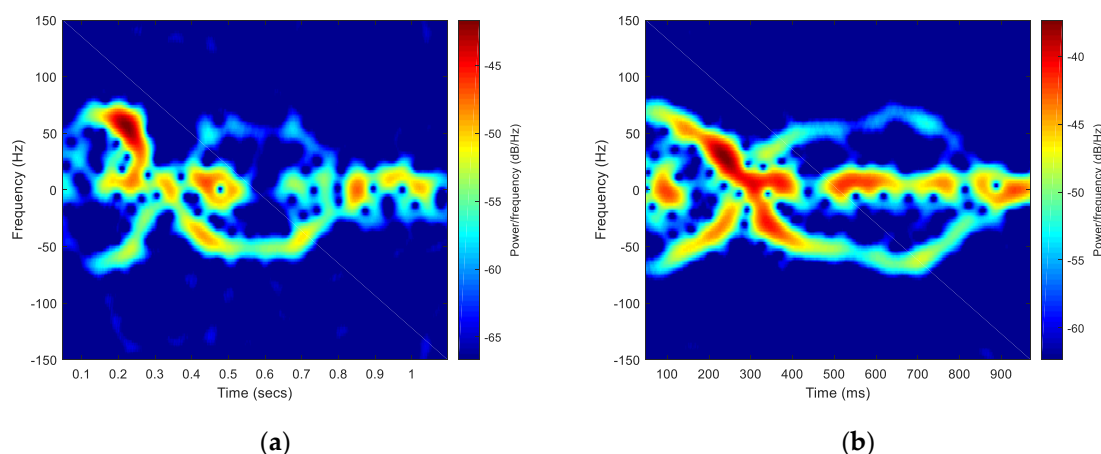 150
100
50
0
-50
-100
-150
Frequency (Hz)
0.1 0.2 0.3 0.4 0.5 0.6 0.7 0.8 0.9 1
Time (secs)
-45
-50
-55
-60
-65
Power/frequency (dB/Hz)
(a)
150
100
50
0
-50
-100
-150
Frequency (Hz)
100 200 300 400 500 600 700 800 900
Time (ms)
-40
-45
-50
-55
-60
Power/frequency (dB/Hz)
(b)